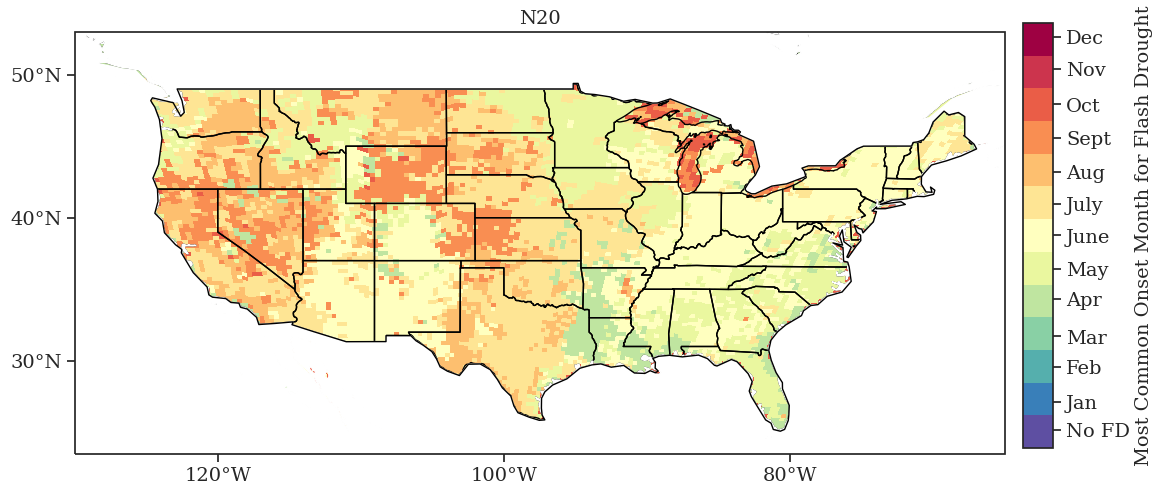 N20
50°N
40°N
30°N
120°W
100°W
80°W
Dec
Nov
Oct
Sept
Aug
July
June
May
Apr
Mar
Feb
Jan
No FD
Most Common Onset Month for Flash Drought